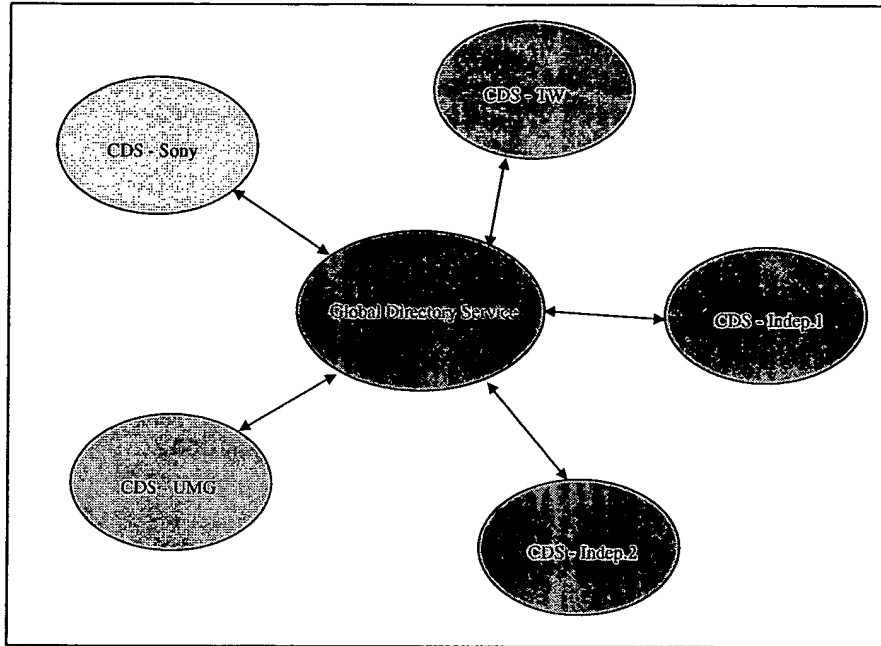 CDS - TW
CDS - Sony
Global Directory Service
CDS - Indep.1
CDS - UMG
CDS - Indep.2